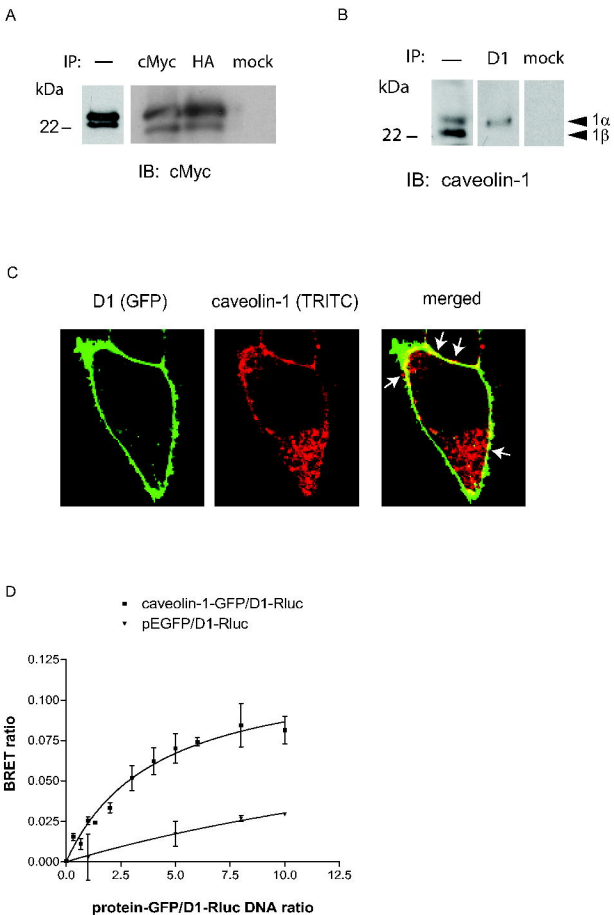 A
IP: — cMyc HA mock
kDa
22 –
IB: cMyc
B
IP: — D1 mock
kDa
1α
22 –
1β
IB: caveolin-1
C
D1 (GFP) caveolin-1 (TRITC) merged
D
caveolin-1-GFP/D1-Rluc
pEGFP/D1-Rluc
0.125
0.100
0.075
0.050
0.025
0.000
BRET ratio
0.0 2.5 5.0 7.5 10.0 12.5
protein-GFP/D1-Rluc DNA ratio